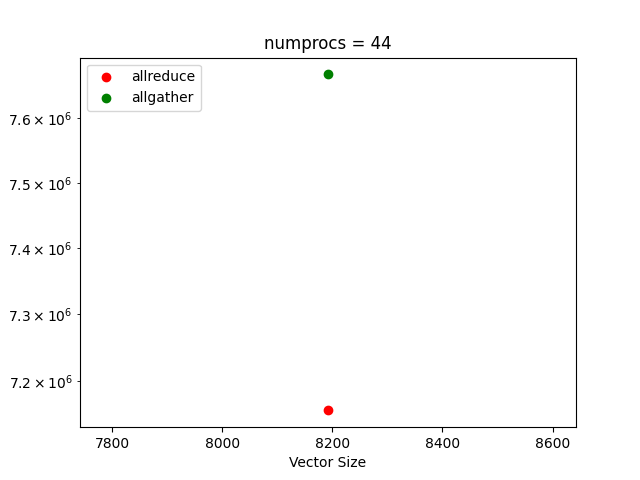 numprocs = 44
allreduce
allgather
7.6 × 10⁶
7.5 × 10⁶
7.4 × 10⁶
7.3 × 10⁶
7.2 × 10⁶
7800 8000 8200 8400 8600
Vector Size